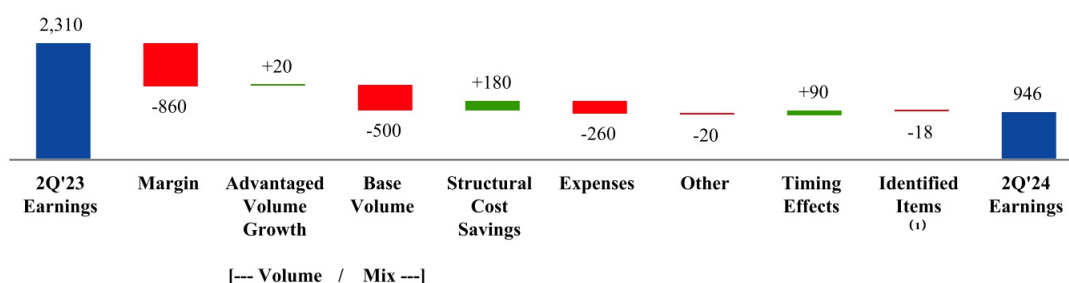 2,310
-860
+20
-500
+180
-260
-20
+90
-18
946
2Q'23
Earnings
Margin
Advantaged
Volume
Growth
Base
Volume
Structural
Cost
Savings
Expenses
Other
Timing
Effects
Identified
Items
(1)
2Q'24
Earnings
[--- Volume / Mix ---]